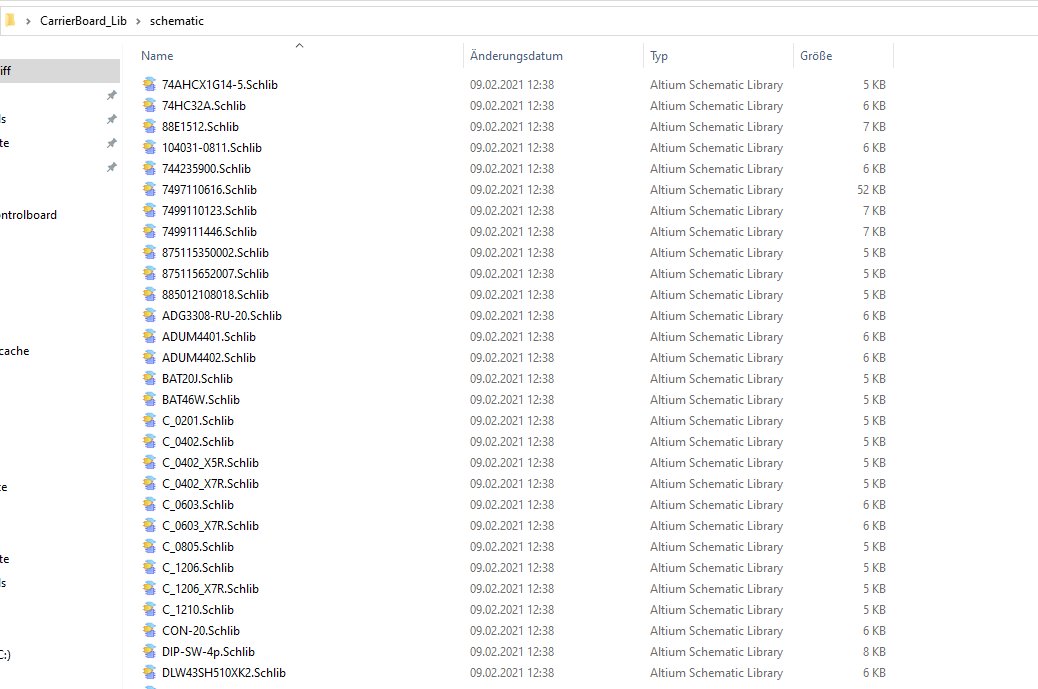 CarrierBoard_Lib > schematic
Name Änderungsdatum Typ Größe
iff
74AHCX1G14-5.Schlib 09.02.2021 12:38 Altium Schematic Library 5 KB
74HC32A.Schlib 09.02.2021 12:38 Altium Schematic Library 6 KB
ls
88E1512.Schlib 09.02.2021 12:38 Altium Schematic Library 7 KB
te
104031-0811.Schlib 09.02.2021 12:38 Altium Schematic Library 6 KB
744235900.Schlib 09.02.2021 12:38 Altium Schematic Library 6 KB
7497110616.Schlib 09.02.2021 12:38 Altium Schematic Library 52 KB
ontrolboard
7499110123.Schlib 09.02.2021 12:38 Altium Schematic Library 7 KB
7499111446.Schlib 09.02.2021 12:38 Altium Schematic Library 7 KB
875115350002.Schlib 09.02.2021 12:38 Altium Schematic Library 5 KB
875115652007.Schlib 09.02.2021 12:38 Altium Schematic Library 5 KB
885012108018.Schlib 09.02.2021 12:38 Altium Schematic Library 5 KB
ADG3308-RU-20.Schlib 09.02.2021 12:38 Altium Schematic Library 6 KB
ADUM4401.Schlib 09.02.2021 12:38 Altium Schematic Library 6 KB
cache
ADUM4402.Schlib 09.02.2021 12:38 Altium Schematic Library 6 KB
BAT20J.Schlib 09.02.2021 12:38 Altium Schematic Library 5 KB
BAT46W.Schlib 09.02.2021 12:38 Altium Schematic Library 5 KB
C_0201.Schlib 09.02.2021 12:38 Altium Schematic Library 5 KB
C_0402.Schlib 09.02.2021 12:38 Altium Schematic Library 5 KB
C_0402_X5R.Schlib 09.02.2021 12:38 Altium Schematic Library 5 KB
C_0402_X7R.Schlib 09.02.2021 12:38 Altium Schematic Library 5 KB
te
C_0603.Schlib 09.02.2021 12:38 Altium Schematic Library 6 KB
C_0603_X7R.Schlib 09.02.2021 12:38 Altium Schematic Library 6 KB
C_0805.Schlib 09.02.2021 12:38 Altium Schematic Library 5 KB
te
C_1206.Schlib 09.02.2021 12:38 Altium Schematic Library 5 KB
ls
C_1206_X7R.Schlib 09.02.2021 12:38 Altium Schematic Library 5 KB
C_1210.Schlib 09.02.2021 12:38 Altium Schematic Library 5 KB
CON-20.Schlib 09.02.2021 12:38 Altium Schematic Library 6 KB
C:)
DIP-SW-4p.Schlib 09.02.2021 12:38 Altium Schematic Library 8 KB
DLW43SH510XK2.Schlib 09.02.2021 12:38 Altium Schematic Library 6 KB